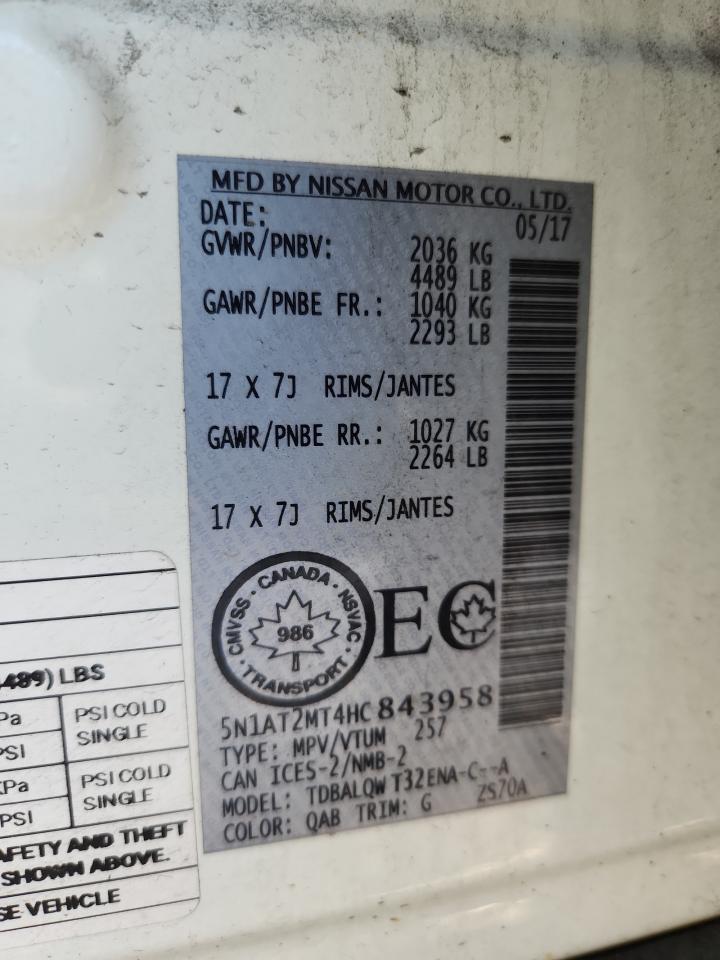 MFD BY NISSAN MOTOR CO., LTD.
DATE: 05/17
GVWR/PNBV: 2036 KG
4489 LB
GAWR/PNBE FR.: 1040 KG
2293 LB
17 X 7J RIMS/JANTES
GAWR/PNBE RR.: 1027 KG
2264 LB
17 X 7J RIMS/JANTES
CMVSS · CANADA · NSVAC · TRANSPORT ·
986
EC
5N1AT2MT4HC843958
TYPE: MPV/VTUM 257
CAN ICES-2/NMB-2
MODEL: TDBALQW T32ENA-C--A
COLOR: QAB TRIM: G ZS70A
4489) LBS
Pa PSI COLD
PSI SINGLE
KPa PSI COLD
PSI SINGLE
AFETY AND THEFT
SHOWN ABOVE.
SE VEHICLE